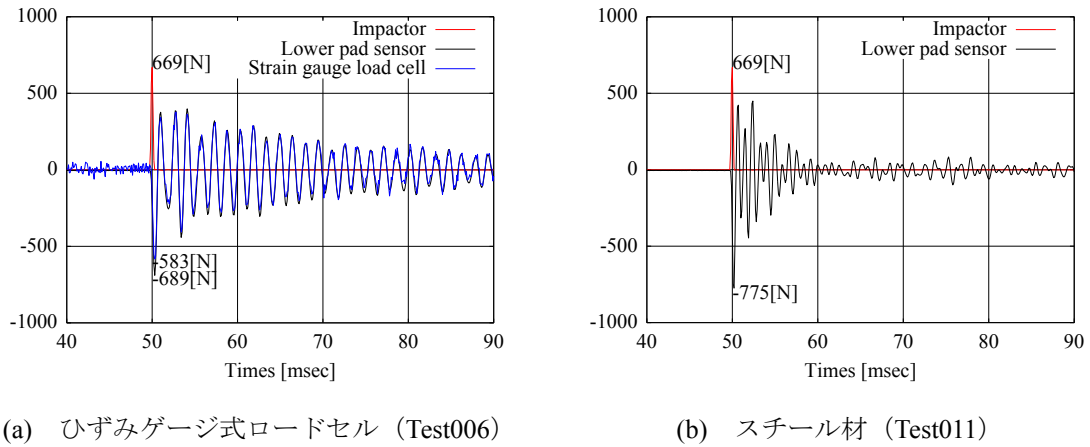 1000
500
0
-500
-1000
40 50 60 70 80 90
Times [msec]
Impactor
Lower pad sensor
Strain gauge load cell
669[N]
-583[N]
-689[N]
(a) ひずみゲージ式ロードセル（Test006）
1000
500
0
-500
-1000
40 50 60 70 80 90
Times [msec]
Impactor
Lower pad sensor
669[N]
-775[N]
(b) スチール材（Test011）